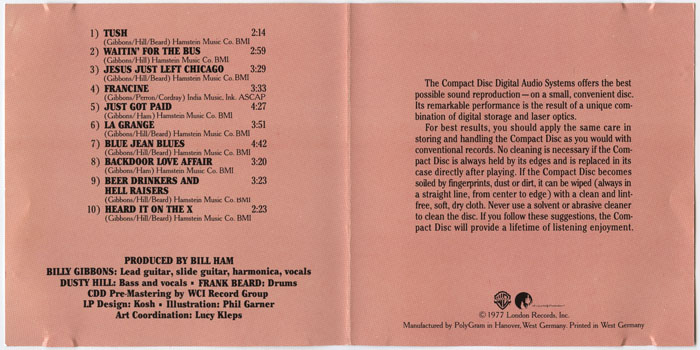 1) TUSH 2:14
(Gibbons/Hill/Beard) Hamstein Music Co. BMI
2) WAITIN' FOR THE BUS 2:59
(Gibbons/Hill) Hamstein Music Co. BMI
3) JESUS JUST LEFT CHICAGO 3:29
(Gibbons/Hill/Beard) Hamstein Music Co. BMI
4) FRANCINE 3:33
(Gibbons/Perron/Cordray) India Music, Ink. ASCAP
5) JUST GOT PAID 4:27
(Gibbons/Ham) Hamstein Music Co. BMI
6) LA GRANGE 3:51
(Gibbons/Hill/Beard) Hamstein Music Co. BMI
7) BLUE JEAN BLUES 4:42
(Gibbons/Hill/Beard) Hamstein Music Co. BMI
8) BACKDOOR LOVE AFFAIR 3:20
(Gibbons/Ham) Hamstein Music Co. BMI
9) BEER DRINKERS AND 3:23
HELL RAISERS
(Gibbons/Hill/Beard) Hamstein Music Co. BMI
10) HEARD IT ON THE X 2:23
(Gibbons/Hill/Beard) Hamstein Music Co. BMI
PRODUCED BY BILL HAM
BILLY GIBBONS: Lead guitar, slide guitar, harmonica, vocals
DUSTY HILL: Bass and vocals ▪ FRANK BEARD: Drums
CDD Pre-Mastering by WCI Record Group
LP Design: Kosh ▪ Illustration: Phil Garner
Art Coordination: Lucy Kleps
The Compact Disc Digital Audio Systems offers the best
possible sound reproduction — on a small, convenient disc.
Its remarkable performance is the result of a unique com-
bination of digital storage and laser optics.
For best results, you should apply the same care in
storing and handling the Compact Disc as you would with
conventional records. No cleaning is necessary if the Com-
pact Disc is always held by its edges and is replaced in its
case directly after playing. If the Compact Disc becomes
soiled by fingerprints, dust or dirt, it can be wiped (always in
a straight line, from center to edge) with a clean and lint-
free, soft, dry cloth. Never use a solvent or abrasive cleaner
to clean the disc. If you follow these suggestions, the Com-
pact Disc will provide a lifetime of listening enjoyment.
© 1977 London Records, Inc.
Manufactured by PolyGram in Hanover, West Germany. Printed in West Germany